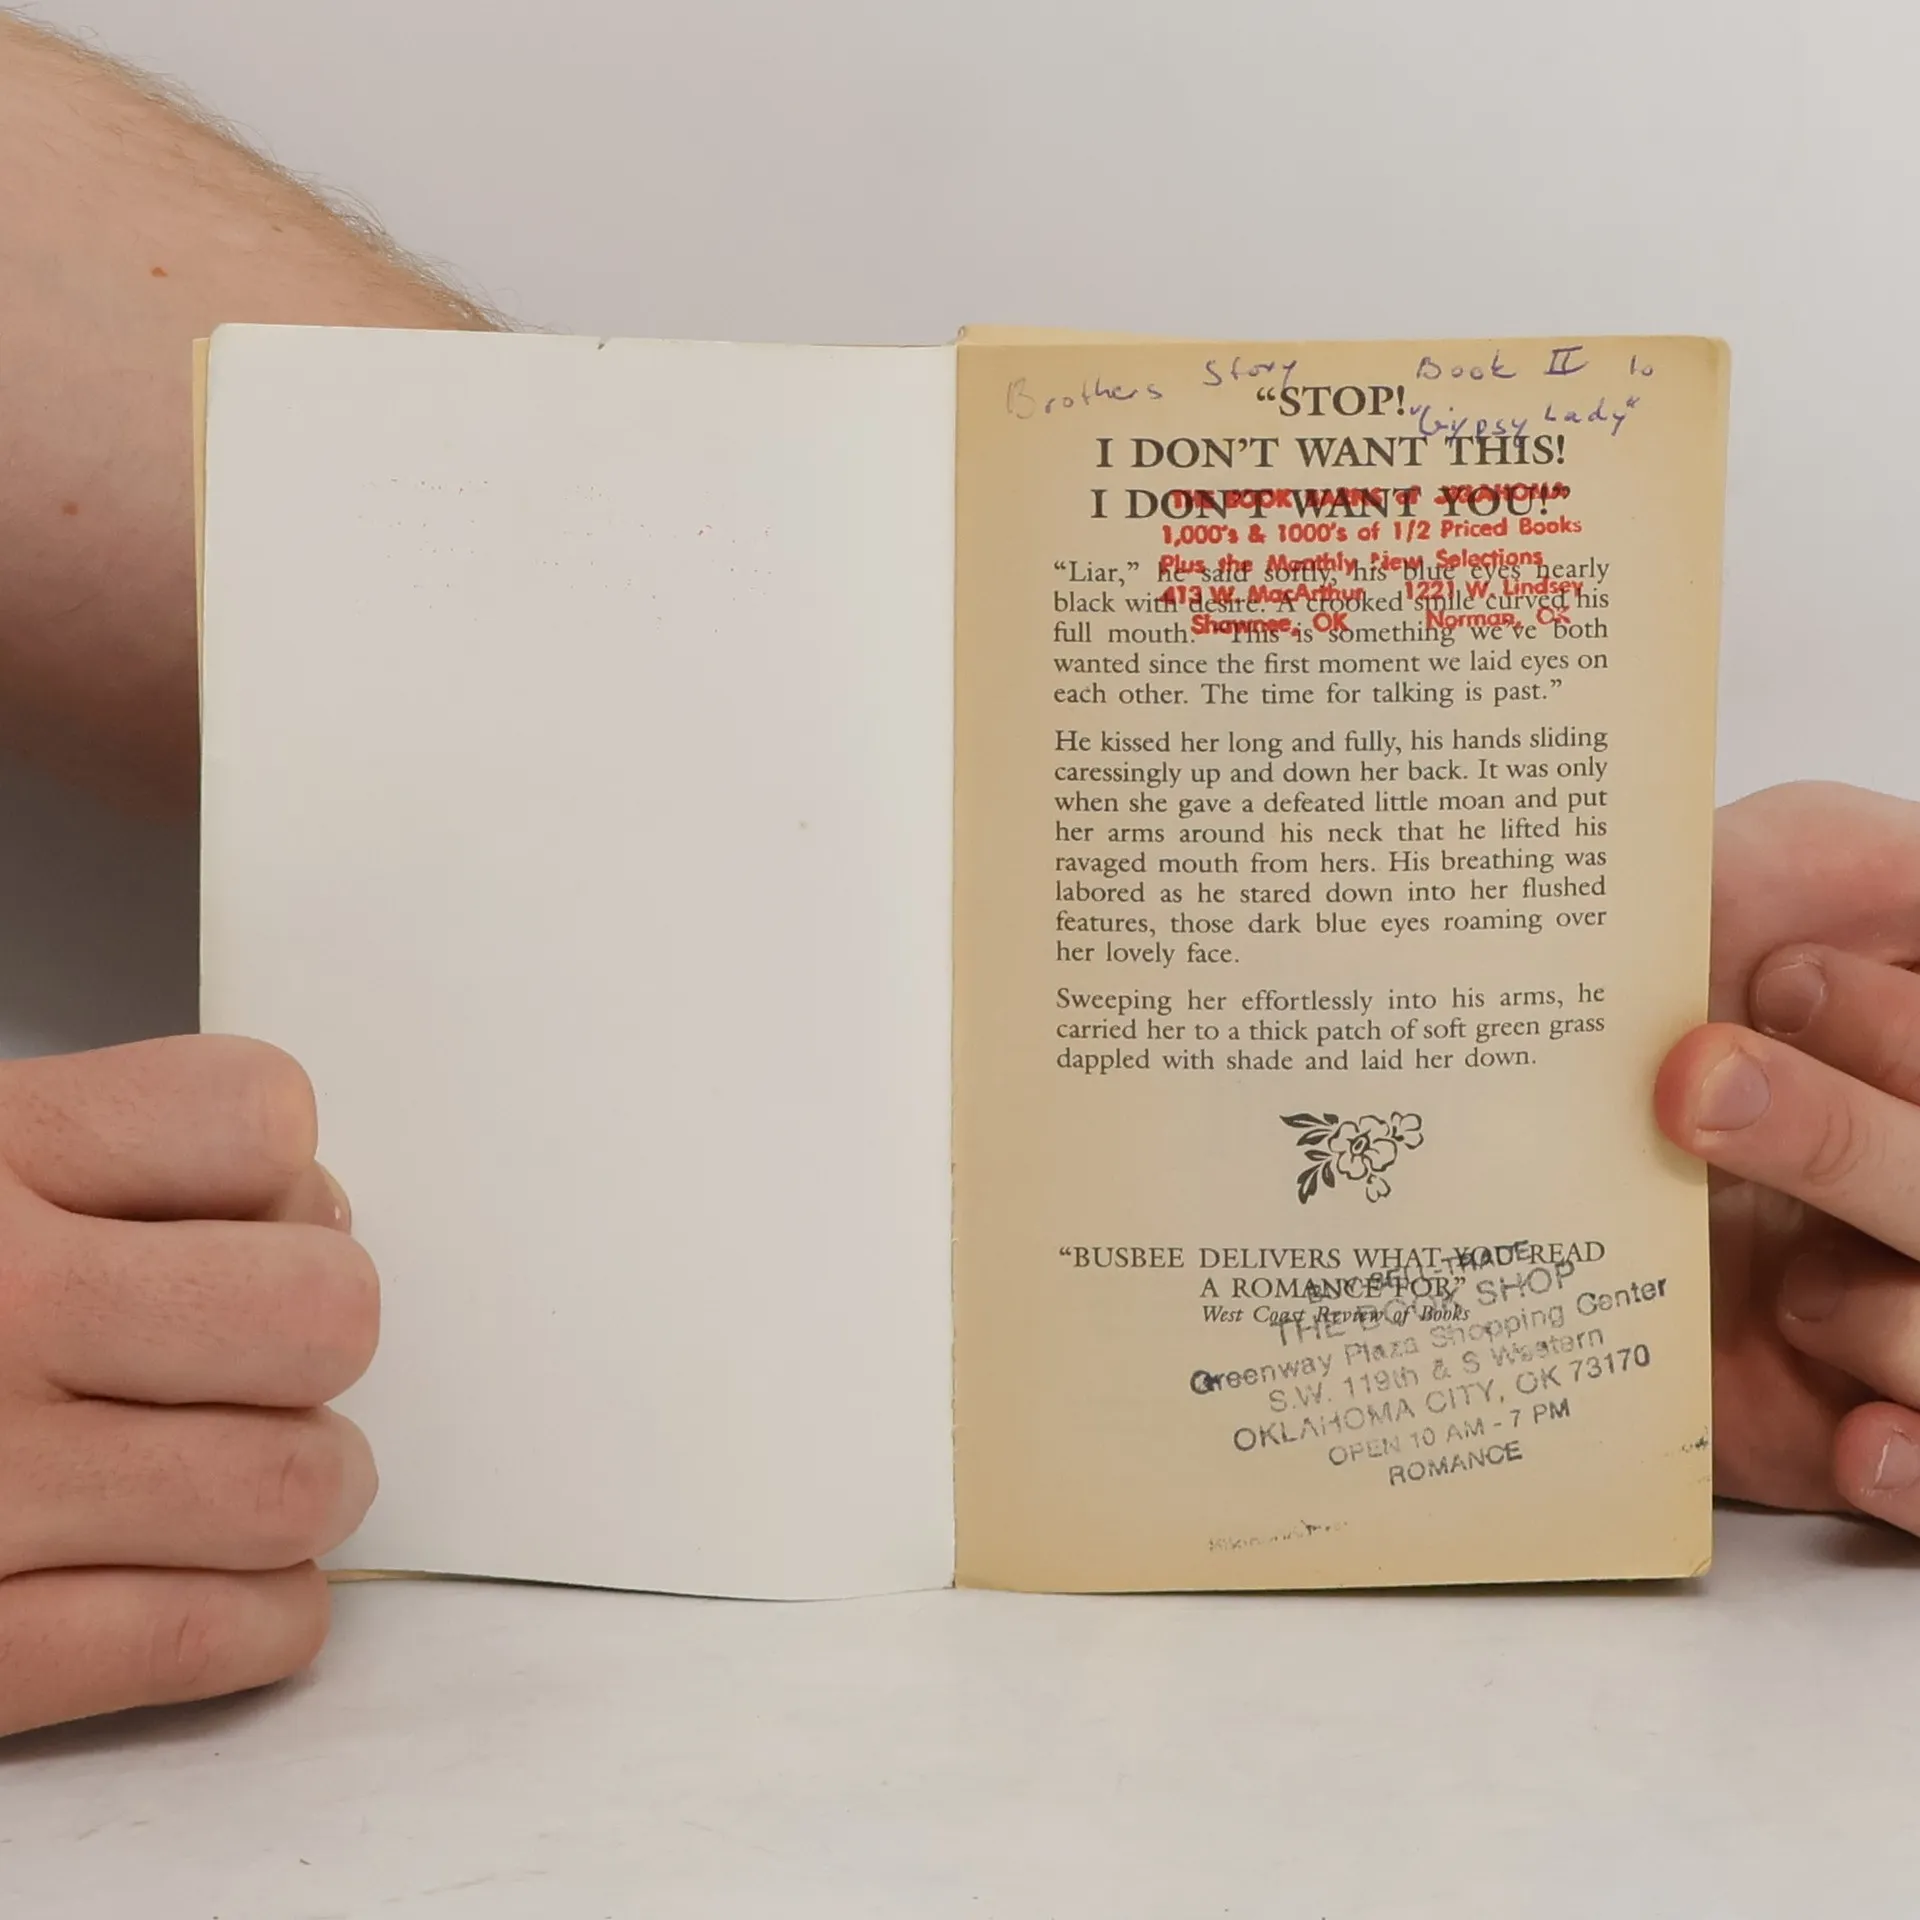 Brothers Story Book II to
"Gypsy Lady"
“STOP!
I DON’T WANT THIS!
I DON’T WANT YOU!”
THE BOOK BARNS of OKLAHOMA
1,000's & 1000's of 1/2 Priced Books
Plus the Monthly New Selections
413 W. MacArthur 1221 W. Lindsey
Shawnee, OK Norman, OK
“Liar,” he said softly, his blue eyes nearly
black with desire. A crooked smile curved his
full mouth. “This is something we’ve both
wanted since the first moment we laid eyes on
each other. The time for talking is past.”
He kissed her long and fully, his hands sliding
caressingly up and down her back. It was only
when she gave a defeated little moan and put
her arms around his neck that he lifted his
ravaged mouth from hers. His breathing was
labored as he stared down into her flushed
features, those dark blue eyes roaming over
her lovely face.
Sweeping her effortlessly into his arms, he
carried her to a thick patch of soft green grass
dappled with shade and laid her down.
“BUSBEE DELIVERS WHAT YOU READ
A ROMANCE FOR”
West Coast Review of Books
BUY-SELL-TRADE
THE BOOK SHOP
Greenway Plaza Shopping Center
S.W. 119th & S Western
OKLAHOMA CITY, OK 73170
OPEN 10 AM - 7 PM
ROMANCE